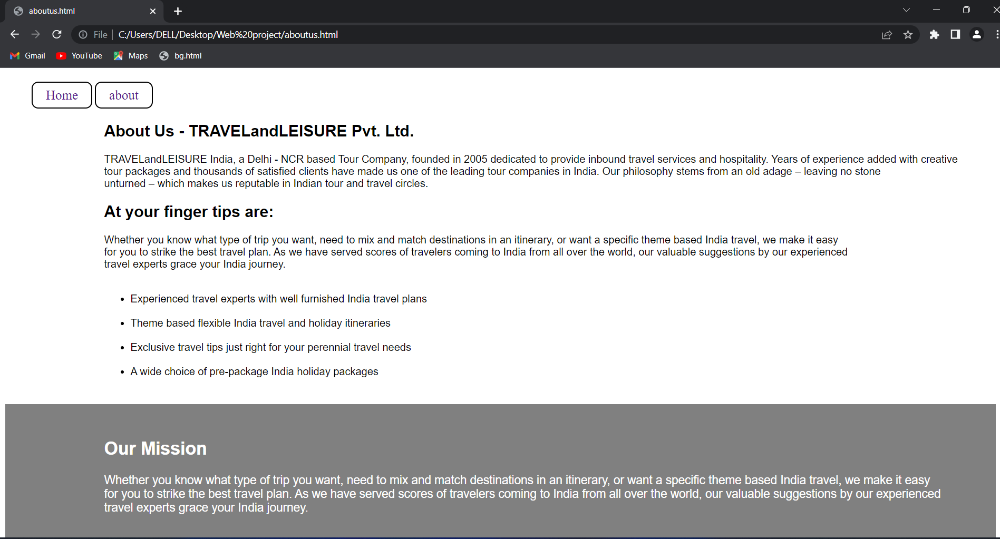 aboutus.html
File | C:/Users/DELL/Desktop/Web%20project/aboutus.html
Gmail YouTube Maps bg.html
Home about
About Us - TRAVELandLEISURE Pvt. Ltd.
TRAVELandLEISURE India, a Delhi - NCR based Tour Company, founded in 2005 dedicated to provide inbound travel services and hospitality. Years of experience added with creative
tour packages and thousands of satisfied clients have made us one of the leading tour companies in India. Our philosophy stems from an old adage – leaving no stone
unturned – which makes us reputable in Indian tour and travel circles.
At your finger tips are:
Whether you know what type of trip you want, need to mix and match destinations in an itinerary, or want a specific theme based India travel, we make it easy
for you to strike the best travel plan. As we have served scores of travelers coming to India from all over the world, our valuable suggestions by our experienced
travel experts grace your India journey.
• Experienced travel experts with well furnished India travel plans
• Theme based flexible India travel and holiday itineraries
• Exclusive travel tips just right for your perennial travel needs
• A wide choice of pre-package India holiday packages
Our Mission
Whether you know what type of trip you want, need to mix and match destinations in an itinerary, or want a specific theme based India travel, we make it easy
for you to strike the best travel plan. As we have served scores of travelers coming to India from all over the world, our valuable suggestions by our experienced
travel experts grace your India journey.